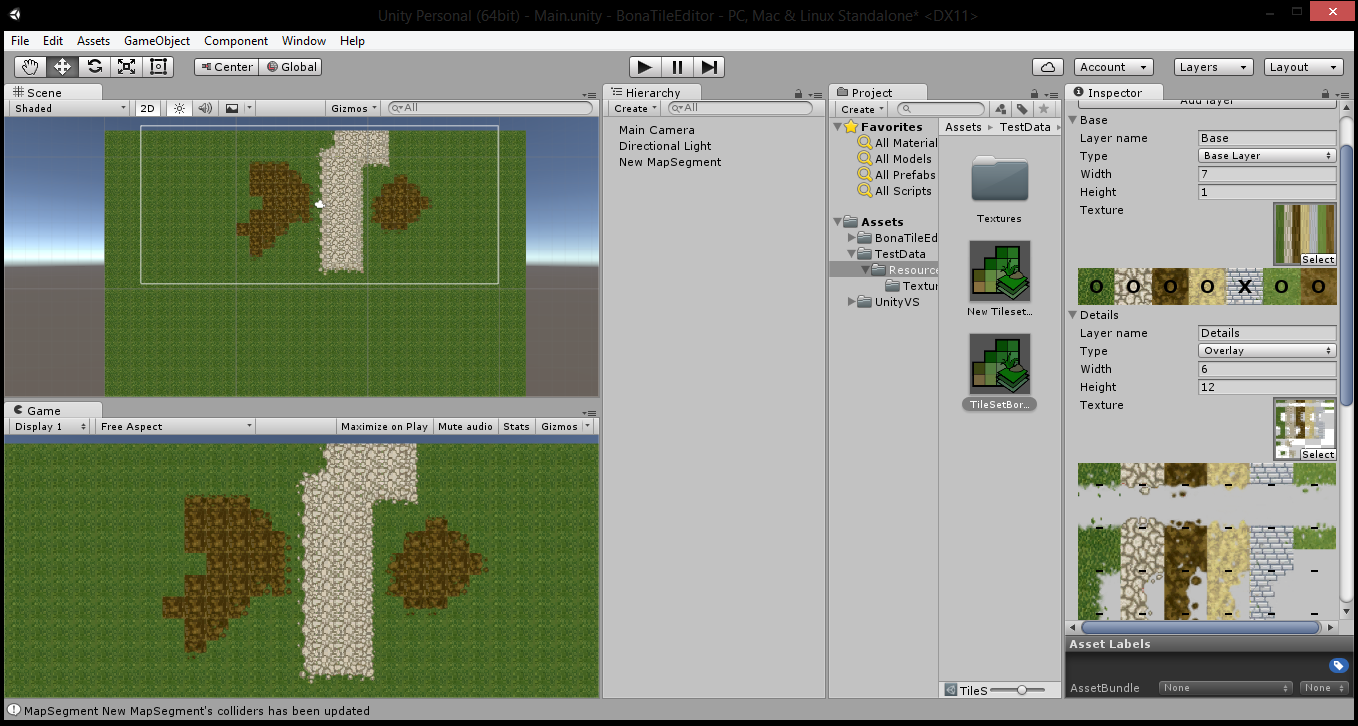 Unity Personal (64bit) - Main.unity - BonaTileEditor - PC, Mac & Linux Standalone* <DX11>
File Edit Assets GameObject Component Window Help
Center Global Account Layers Layout
Scene
Shaded 2D Gizmos All
Game
Display 1 Free Aspect Maximize on Play Mute audio Stats Gizmos
Hierarchy
Create All
Main Camera
Directional Light
New MapSegment
Project
Create
Favorites
All Material
All Models
All Prefabs
All Scripts
Assets
BonaTileEd
TestData
Resource
Textur
UnityVS
Assets TestData
Textures
New Tileset...
TileSetBor...
TileS
Inspector
Add layer
Base
Layer name Base
Type Base Layer
Width 7
Height 1
Texture
Select
O O O O X O O
Details
Layer name Details
Type Overlay
Width 6
Height 12
Texture
Select
- - - - - -
- - - - - -
- - - - - -
Asset Labels
AssetBundle None None
MapSegment New MapSegment's colliders has been updated